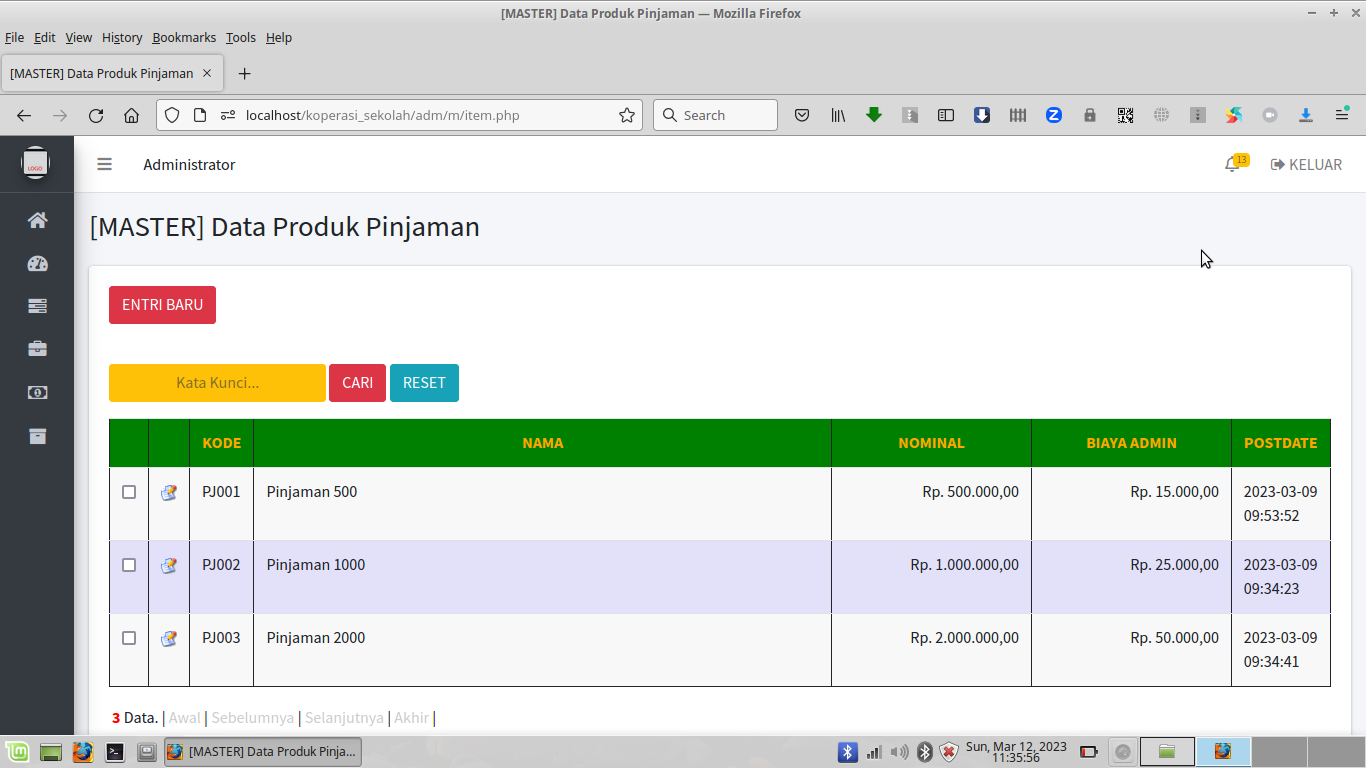 [MASTER] Data Produk Pinjaman — Mozilla Firefox
File Edit View History Bookmarks Tools Help
[MASTER] Data Produk Pinjaman
localhost/koperasi_sekolah/adm/m/item.php
Search
LOGO
Administrator
13
KELUAR
[MASTER] Data Produk Pinjaman
ENTRI BARU
Kata Kunci... CARI RESET
KODE NAMA NOMINAL BIAYA ADMIN POSTDATE
PJ001 Pinjaman 500 Rp. 500.000,00 Rp. 15.000,00 2023-03-09
09:53:52
PJ002 Pinjaman 1000 Rp. 1.000.000,00 Rp. 25.000,00 2023-03-09
09:34:23
PJ003 Pinjaman 2000 Rp. 2.000.000,00 Rp. 50.000,00 2023-03-09
09:34:41
3 Data. | Awal | Sebelumnya | Selanjutnya | Akhir |
[MASTER] Data Produk Pinja...
Sun, Mar 12, 2023
11:35:56